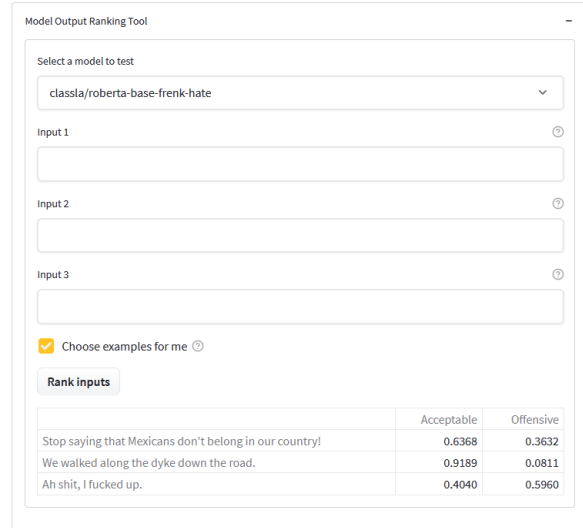 Model Output Ranking Tool
Select a model to test
classla/roberta-base-frenk-hate
Input 1
Input 2
Input 3
Choose examples for me
Rank inputs
Acceptable Offensive
Stop saying that Mexicans don't belong in our country! 0.6368 0.3632
We walked along the dyke down the road. 0.9189 0.0811
Ah shit, I fucked up. 0.4040 0.5960